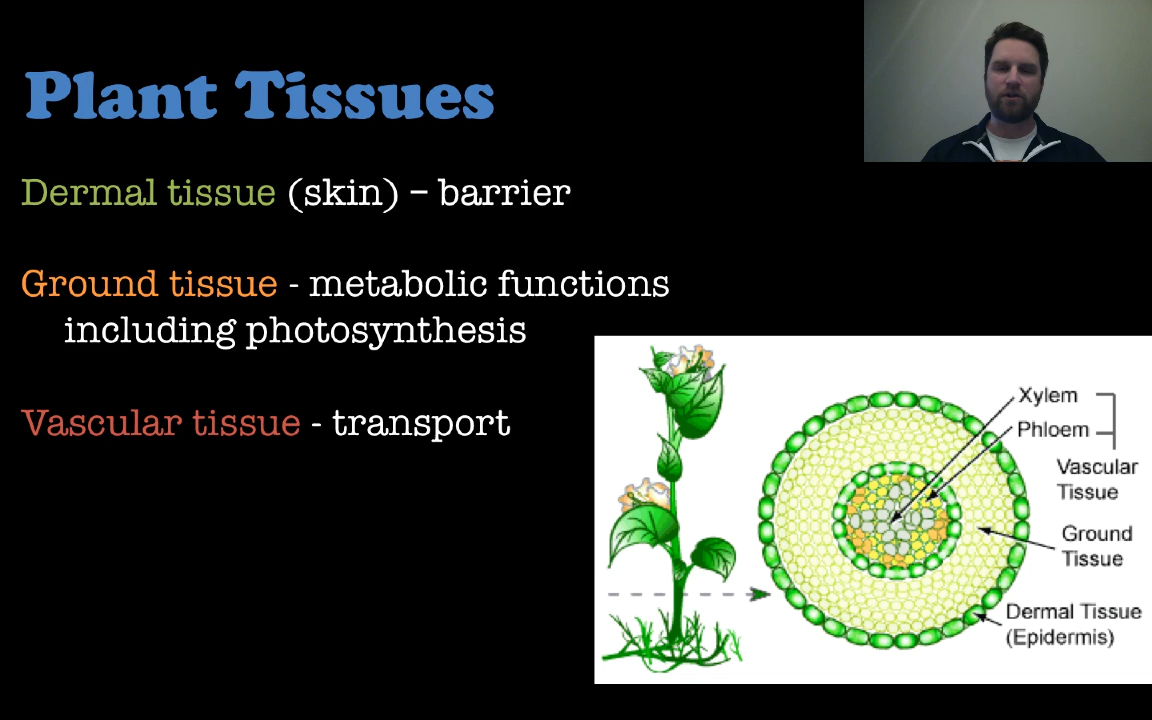 Plant Tissues
Dermal tissue (skin) – barrier
Ground tissue - metabolic functions
including photosynthesis
Vascular tissue - transport
Xylem
Phloem
Vascular
Tissue
Ground
Tissue
Dermal Tissue
(Epidermis)